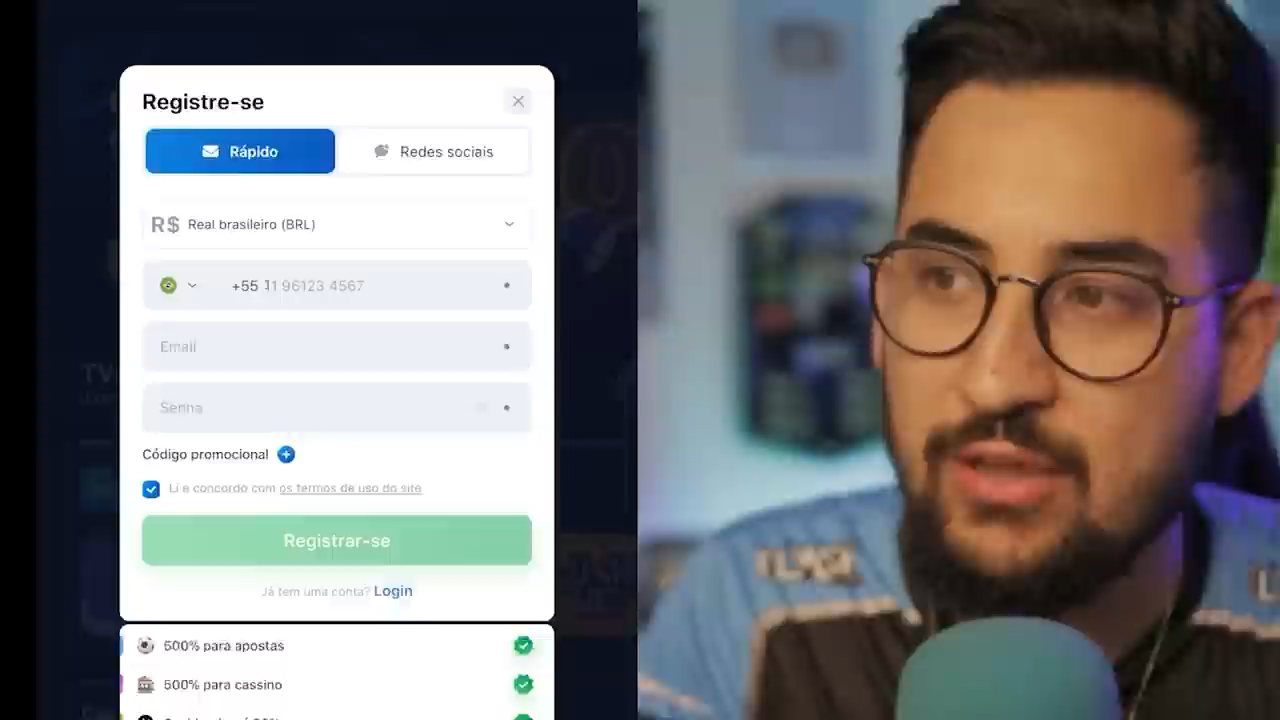 Registre-se
Rápido
Redes sociais
R$ Real brasileiro (BRL)
+55 11 96123 4567
Email
Senha
Código promocional
Li e concordo com os termos de uso do site
Registrar-se
Já tem uma conta? Login
500% para apostas
500% para cassino
TV